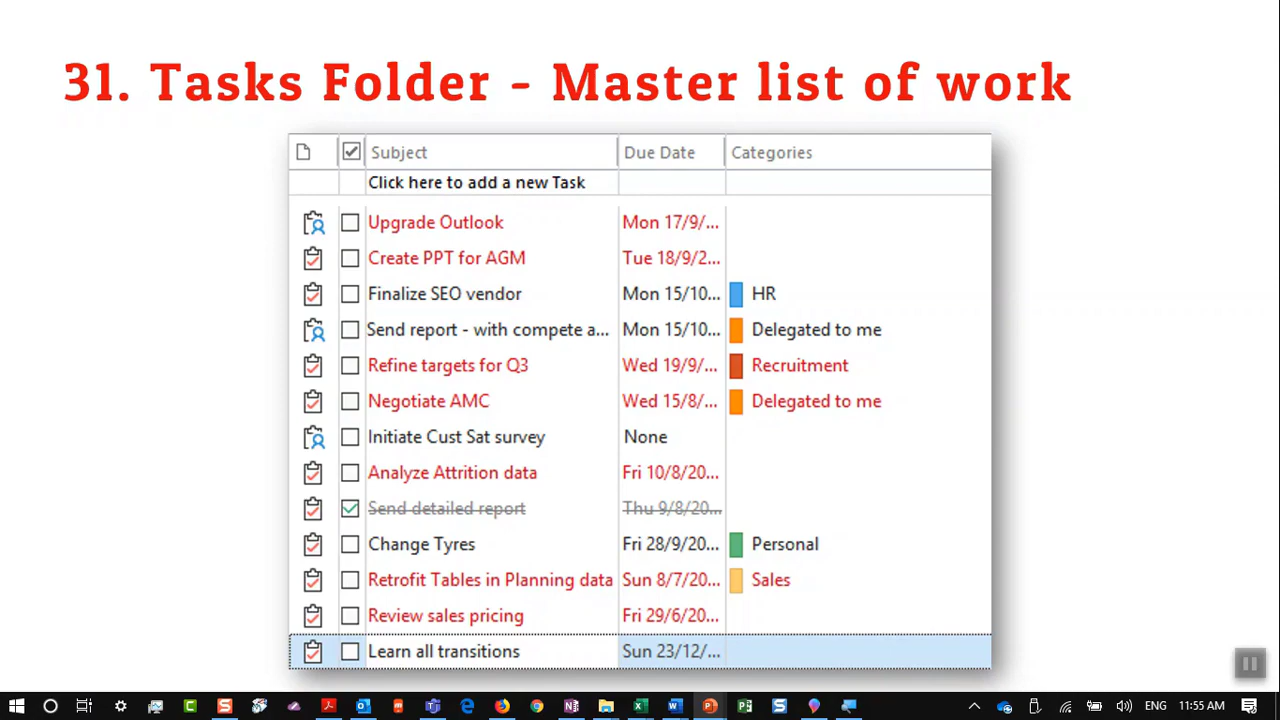 31. Tasks Folder - Master list of work
Subject Due Date Categories
Click here to add a new Task
Upgrade Outlook Mon 17/9/...
Create PPT for AGM Tue 18/9/2...
Finalize SEO vendor Mon 15/10... HR
Send report - with compete a... Mon 15/10... Delegated to me
Refine targets for Q3 Wed 19/9/... Recruitment
Negotiate AMC Wed 15/8/... Delegated to me
Initiate Cust Sat survey None
Analyze Attrition data Fri 10/8/20...
Send detailed report Thu 9/8/20...
Change Tyres Fri 28/9/20... Personal
Retrofit Tables in Planning data Sun 8/7/20... Sales
Review sales pricing Fri 29/6/20...
Learn all transitions Sun 23/12/...
ENG 11:55 AM